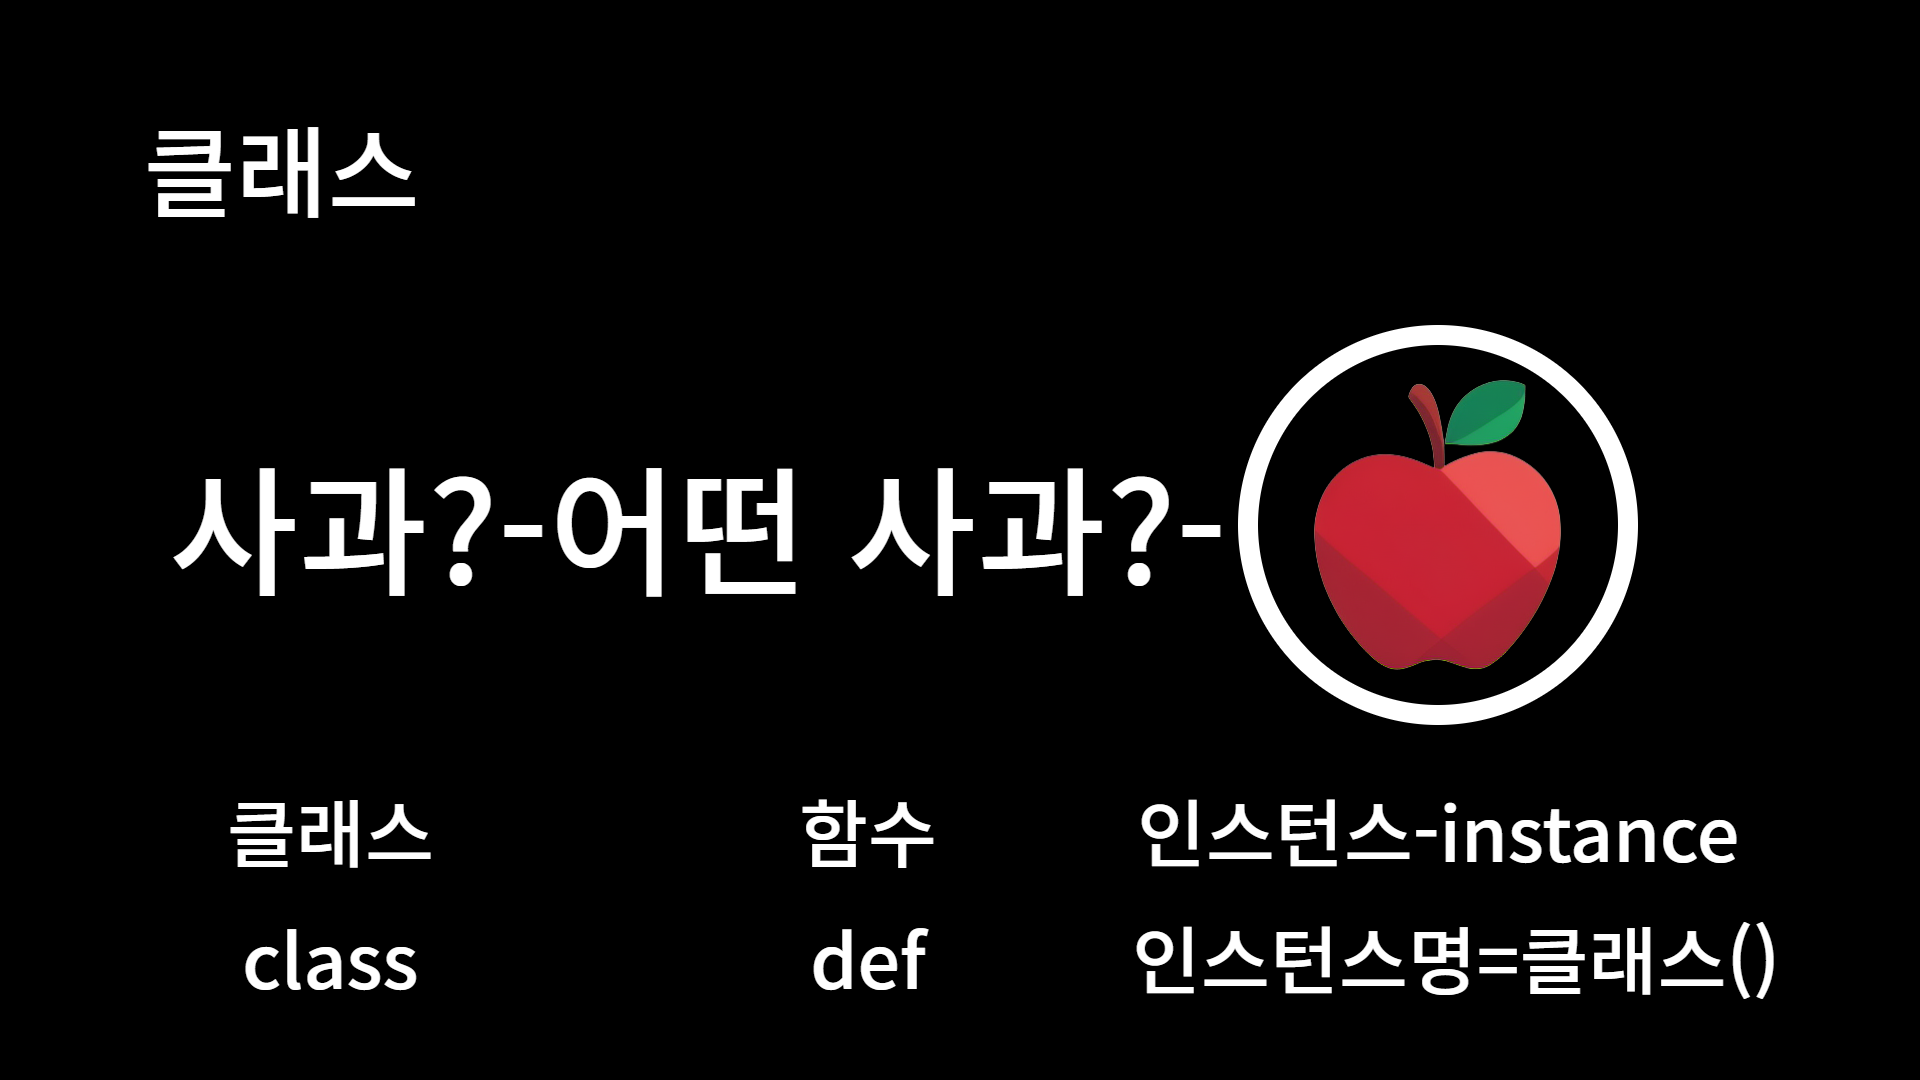 클래스
사과?-어떤 사과?-
클래스 함수 인스턴스-instance
class def 인스턴스명=클래스()